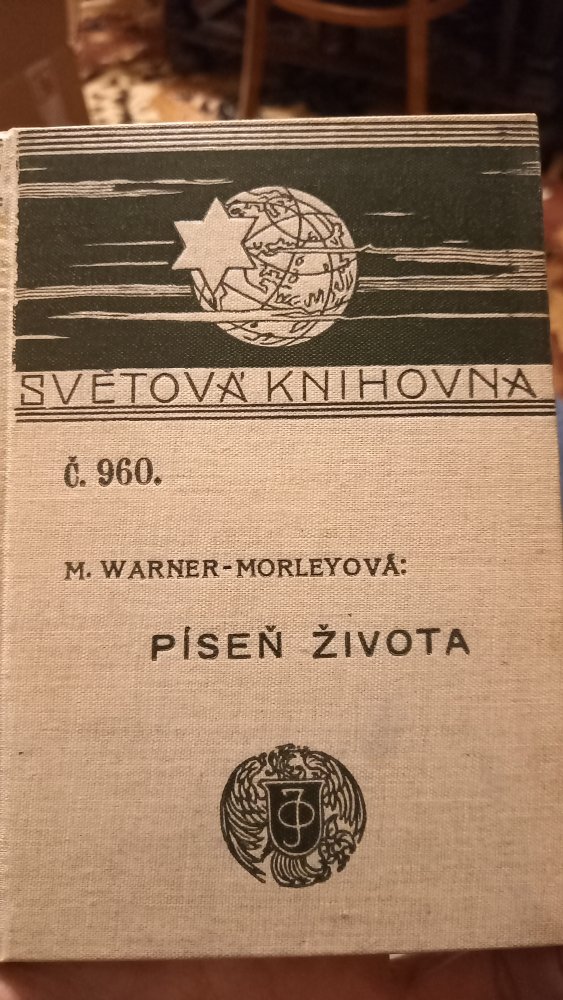 SVĚTOVÁ KNIHOVNA
Č. 960.
M. WARNER-MORLEYOVÁ:
PÍSEŇ ŽIVOTA